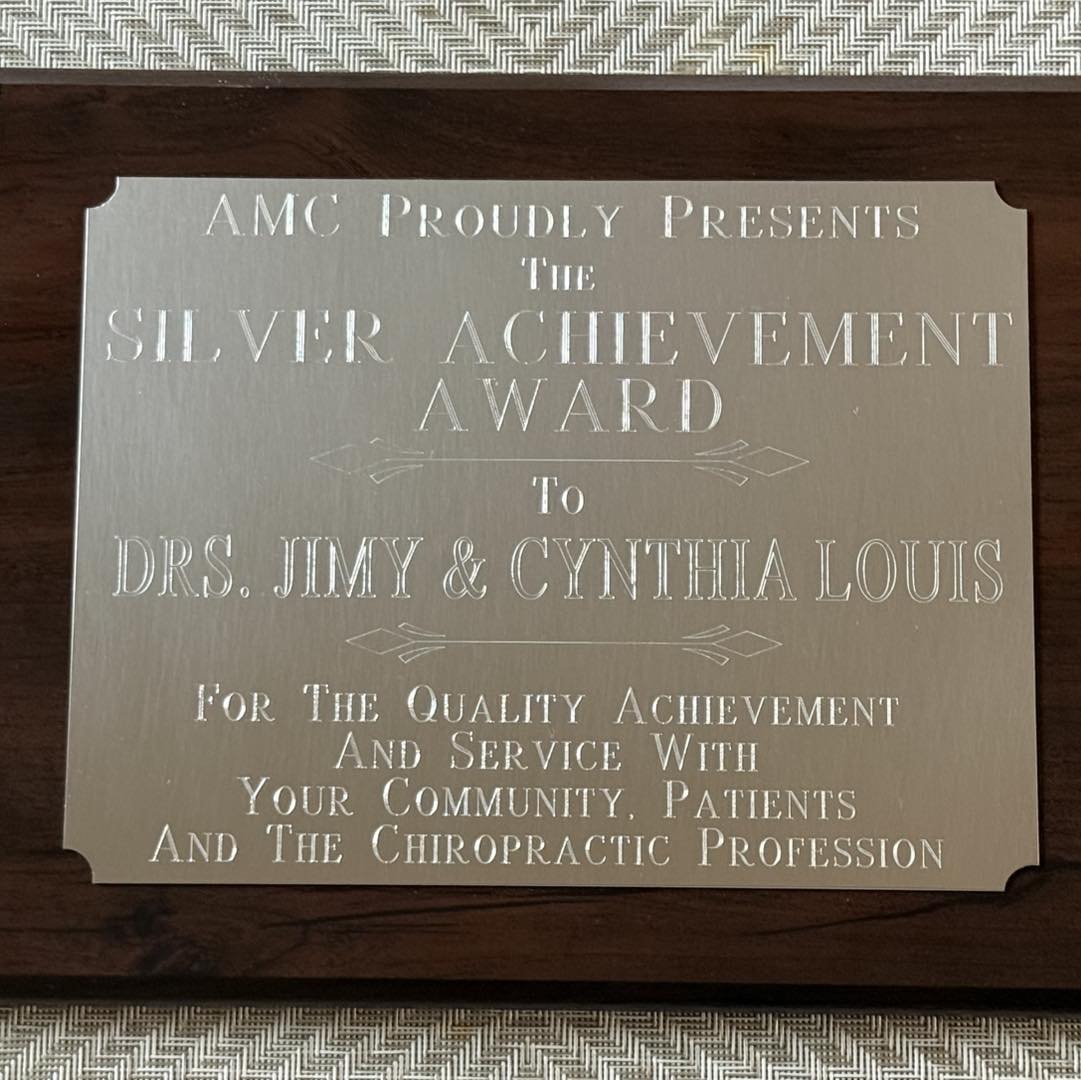 AMC PROUDLY PRESENTS
THE
SILVER ACHIEVEMENT
AWARD
TO
DRS. JIMY & CYNTHIA LOUIS
FOR THE QUALITY ACHIEVEMENT
AND SERVICE WITH
YOUR COMMUNITY, PATIENTS
AND THE CHIROPRACTIC PROFESSION